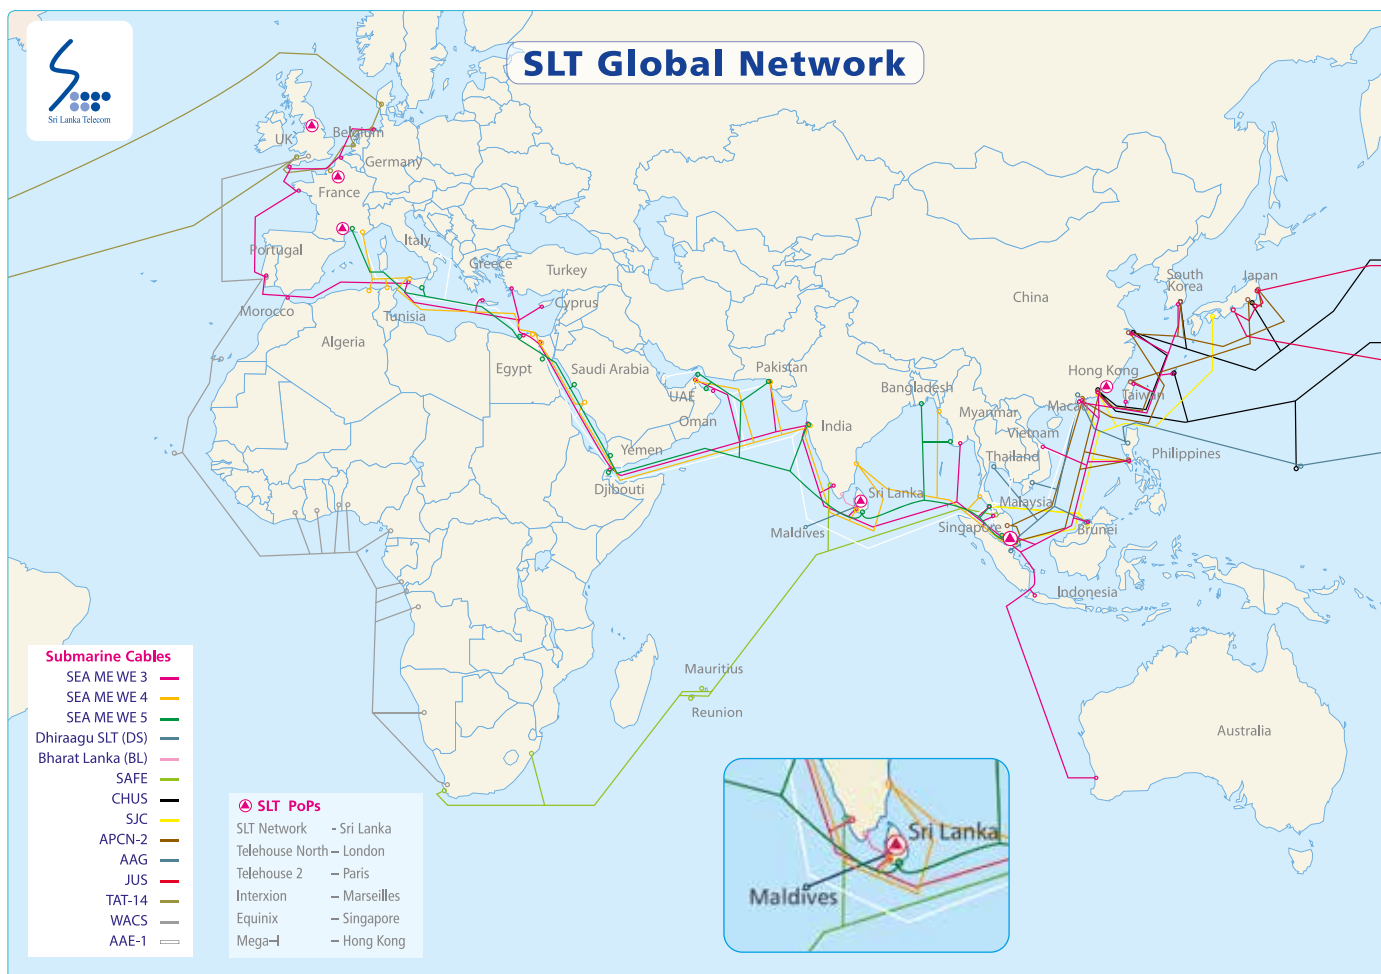 SLT Global Network
Sri Lanka Telecom
UK
Belgium
Germany
France
Portugal
Italy
Greece
Turkey
Cyprus
Morocco
Tunisia
Algeria
Egypt
Saudi Arabia
UAE
Oman
Yemen
Djibouti
Pakistan
India
Bangladesh
Myanmar
China
South
Korea
Japan
Hong Kong
Taiwan
Macau
Vietnam
Thailand
Philippines
Sri Lanka
Maldives
Malaysia
Singapore
Brunei
Indonesia
Mauritius
Reunion
Australia
Submarine Cables
SEA ME WE 3
SEA ME WE 4
SEA ME WE 5
Dhiraagu SLT (DS)
Bharat Lanka (BL)
SAFE
CHUS
SJC
APCN-2
AAG
JUS
TAT-14
WACS
AAE-1
SLT PoPs
SLT Network - Sri Lanka
Telehouse North – London
Telehouse 2 – Paris
Interxion – Marseilles
Equinix – Singapore
Mega-I – Hong Kong
Sri Lanka
Maldives